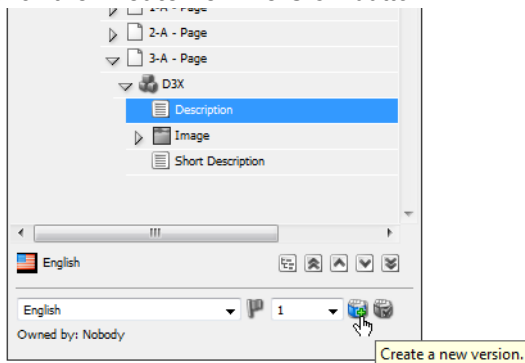 2-A - Page
3-A - Page
D3X
Description
Image
Short Description
English
English 1
Owned by: Nobody
Create a new version.